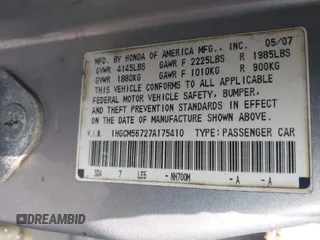 MFD. BY HONDA OF AMERICA MFG., INC. 05/07
GVWR 4145LBS GAWR F 2225LBS R 1985LBS
GVWR 1880KG GAWR F 1010KG R 900KG
THIS VEHICLE CONFORMS TO ALL APPLICABLE
FEDERAL MOTOR VEHICLE SAFETY, BUMPER,
AND THEFT PREVENTION STANDARDS IN EFFECT
ON THE DATE OF MANUFACTURE SHOWN ABOVE.
V.I.N. 1HGCM56727A175410 TYPE: PASSENGER CAR
SDA 7 LE5 NH700M -A -A
DREAMBID